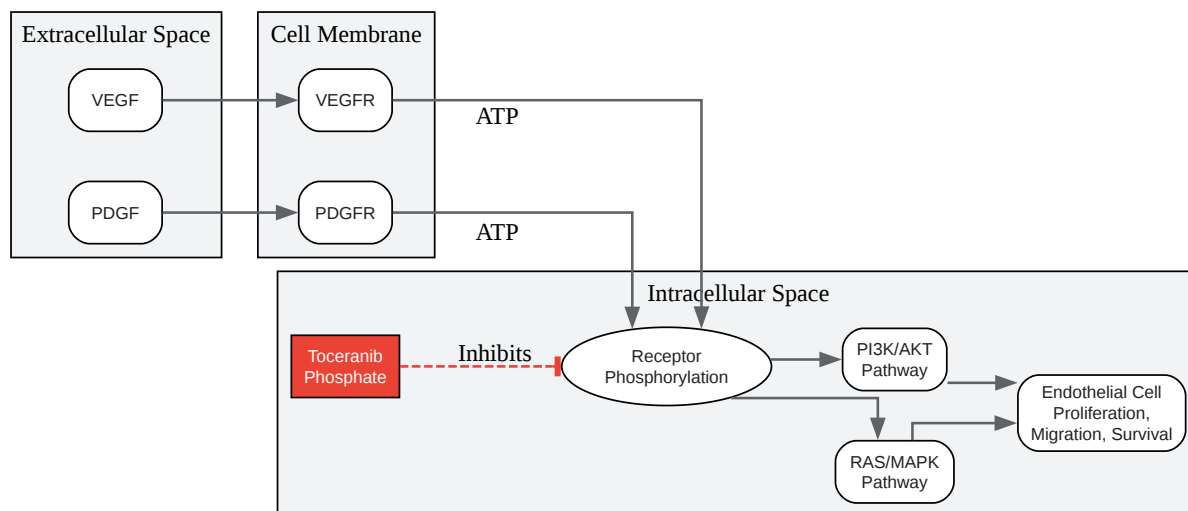 Extracellular Space
Cell Membrane
VEGF
VEGFR
ATP
PDGF
PDGFR
ATP
Intracellular Space
Toceranib
Phosphate
Inhibits
Receptor
Phosphorylation
PI3K/AKT
Pathway
Endothelial Cell
Proliferation,
Migration, Survival
RAS/MAPK
Pathway